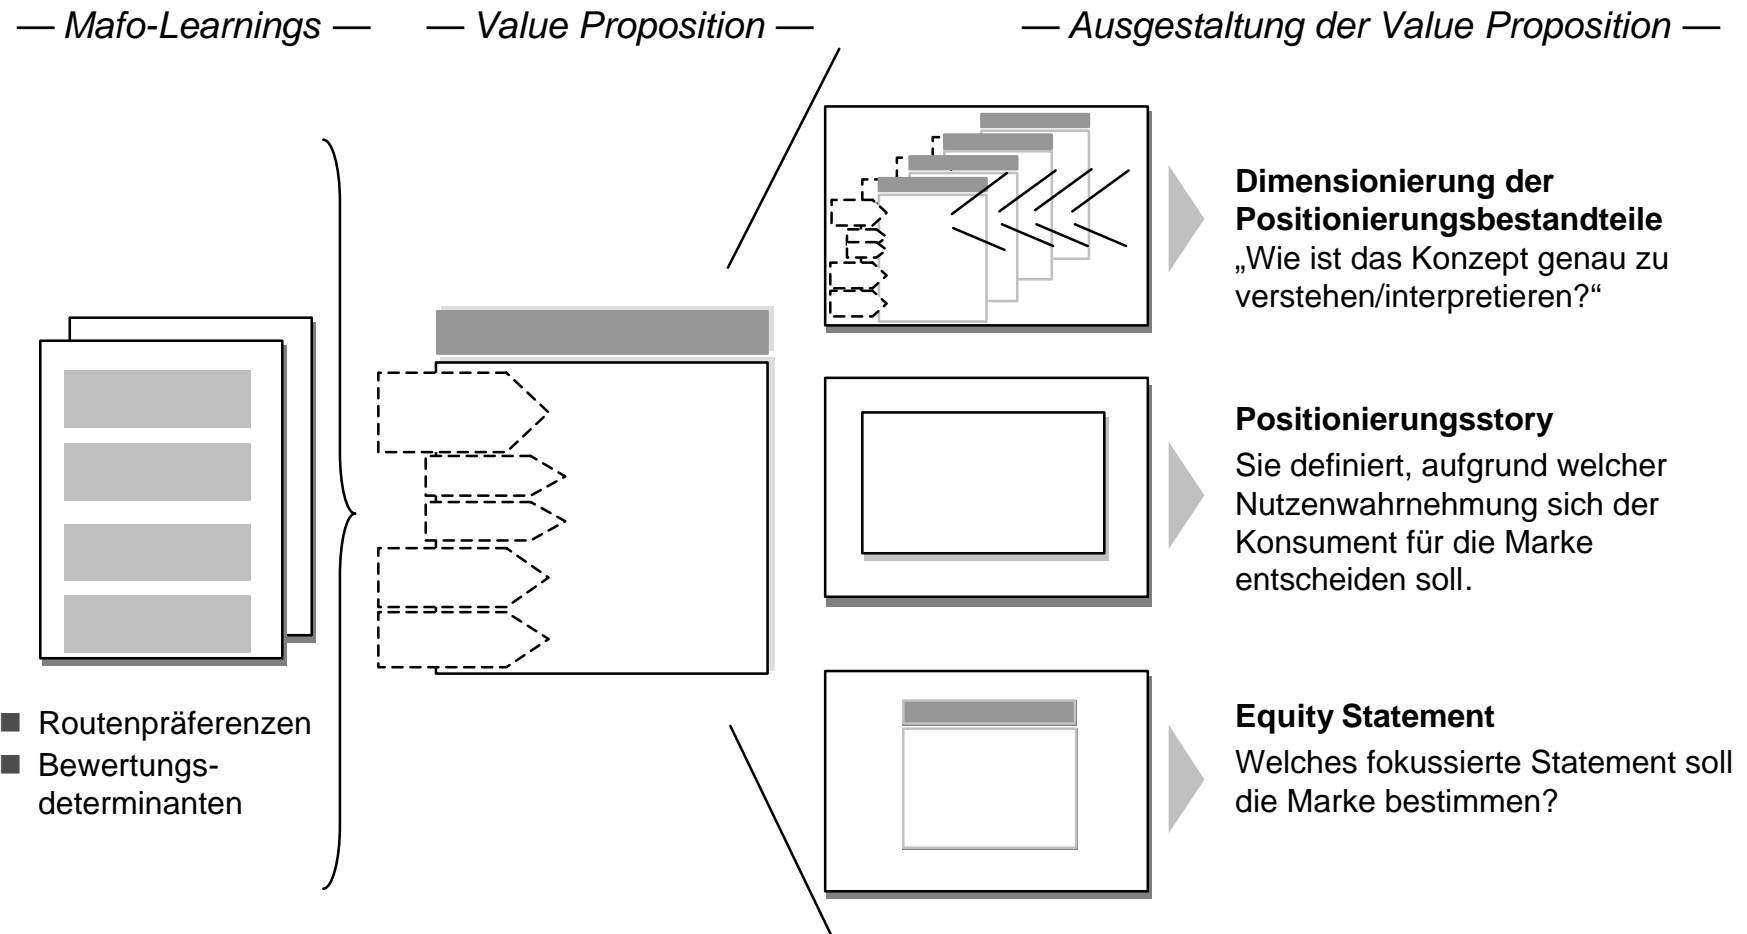 — Mafo-Learnings —
— Value Proposition —
— Ausgestaltung der Value Proposition —
Routenpräferenzen
Bewertungs-
determinanten
Dimensionierung der
Positionierungsbestandteile
„Wie ist das Konzept genau zu
verstehen/interpretieren?“
Positionierungsstory
Sie definiert, aufgrund welcher
Nutzenwahrnehmung sich der
Konsument für die Marke
entscheiden soll.
Equity Statement
Welches fokussierte Statement soll
die Marke bestimmen?